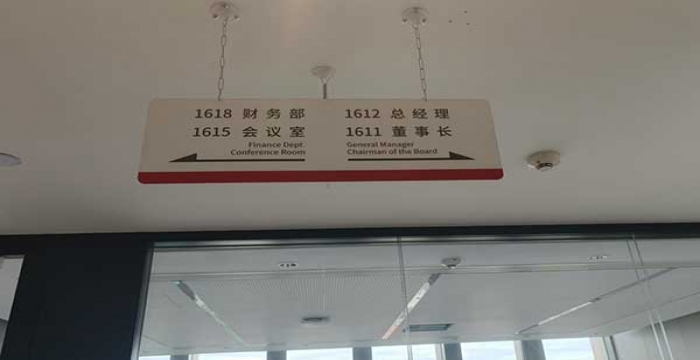 1618 财务部
1615 会议室
Finance Dept.
Conference Room
1612 总经理
1611 董事长
General Manager
Chairman of the Board